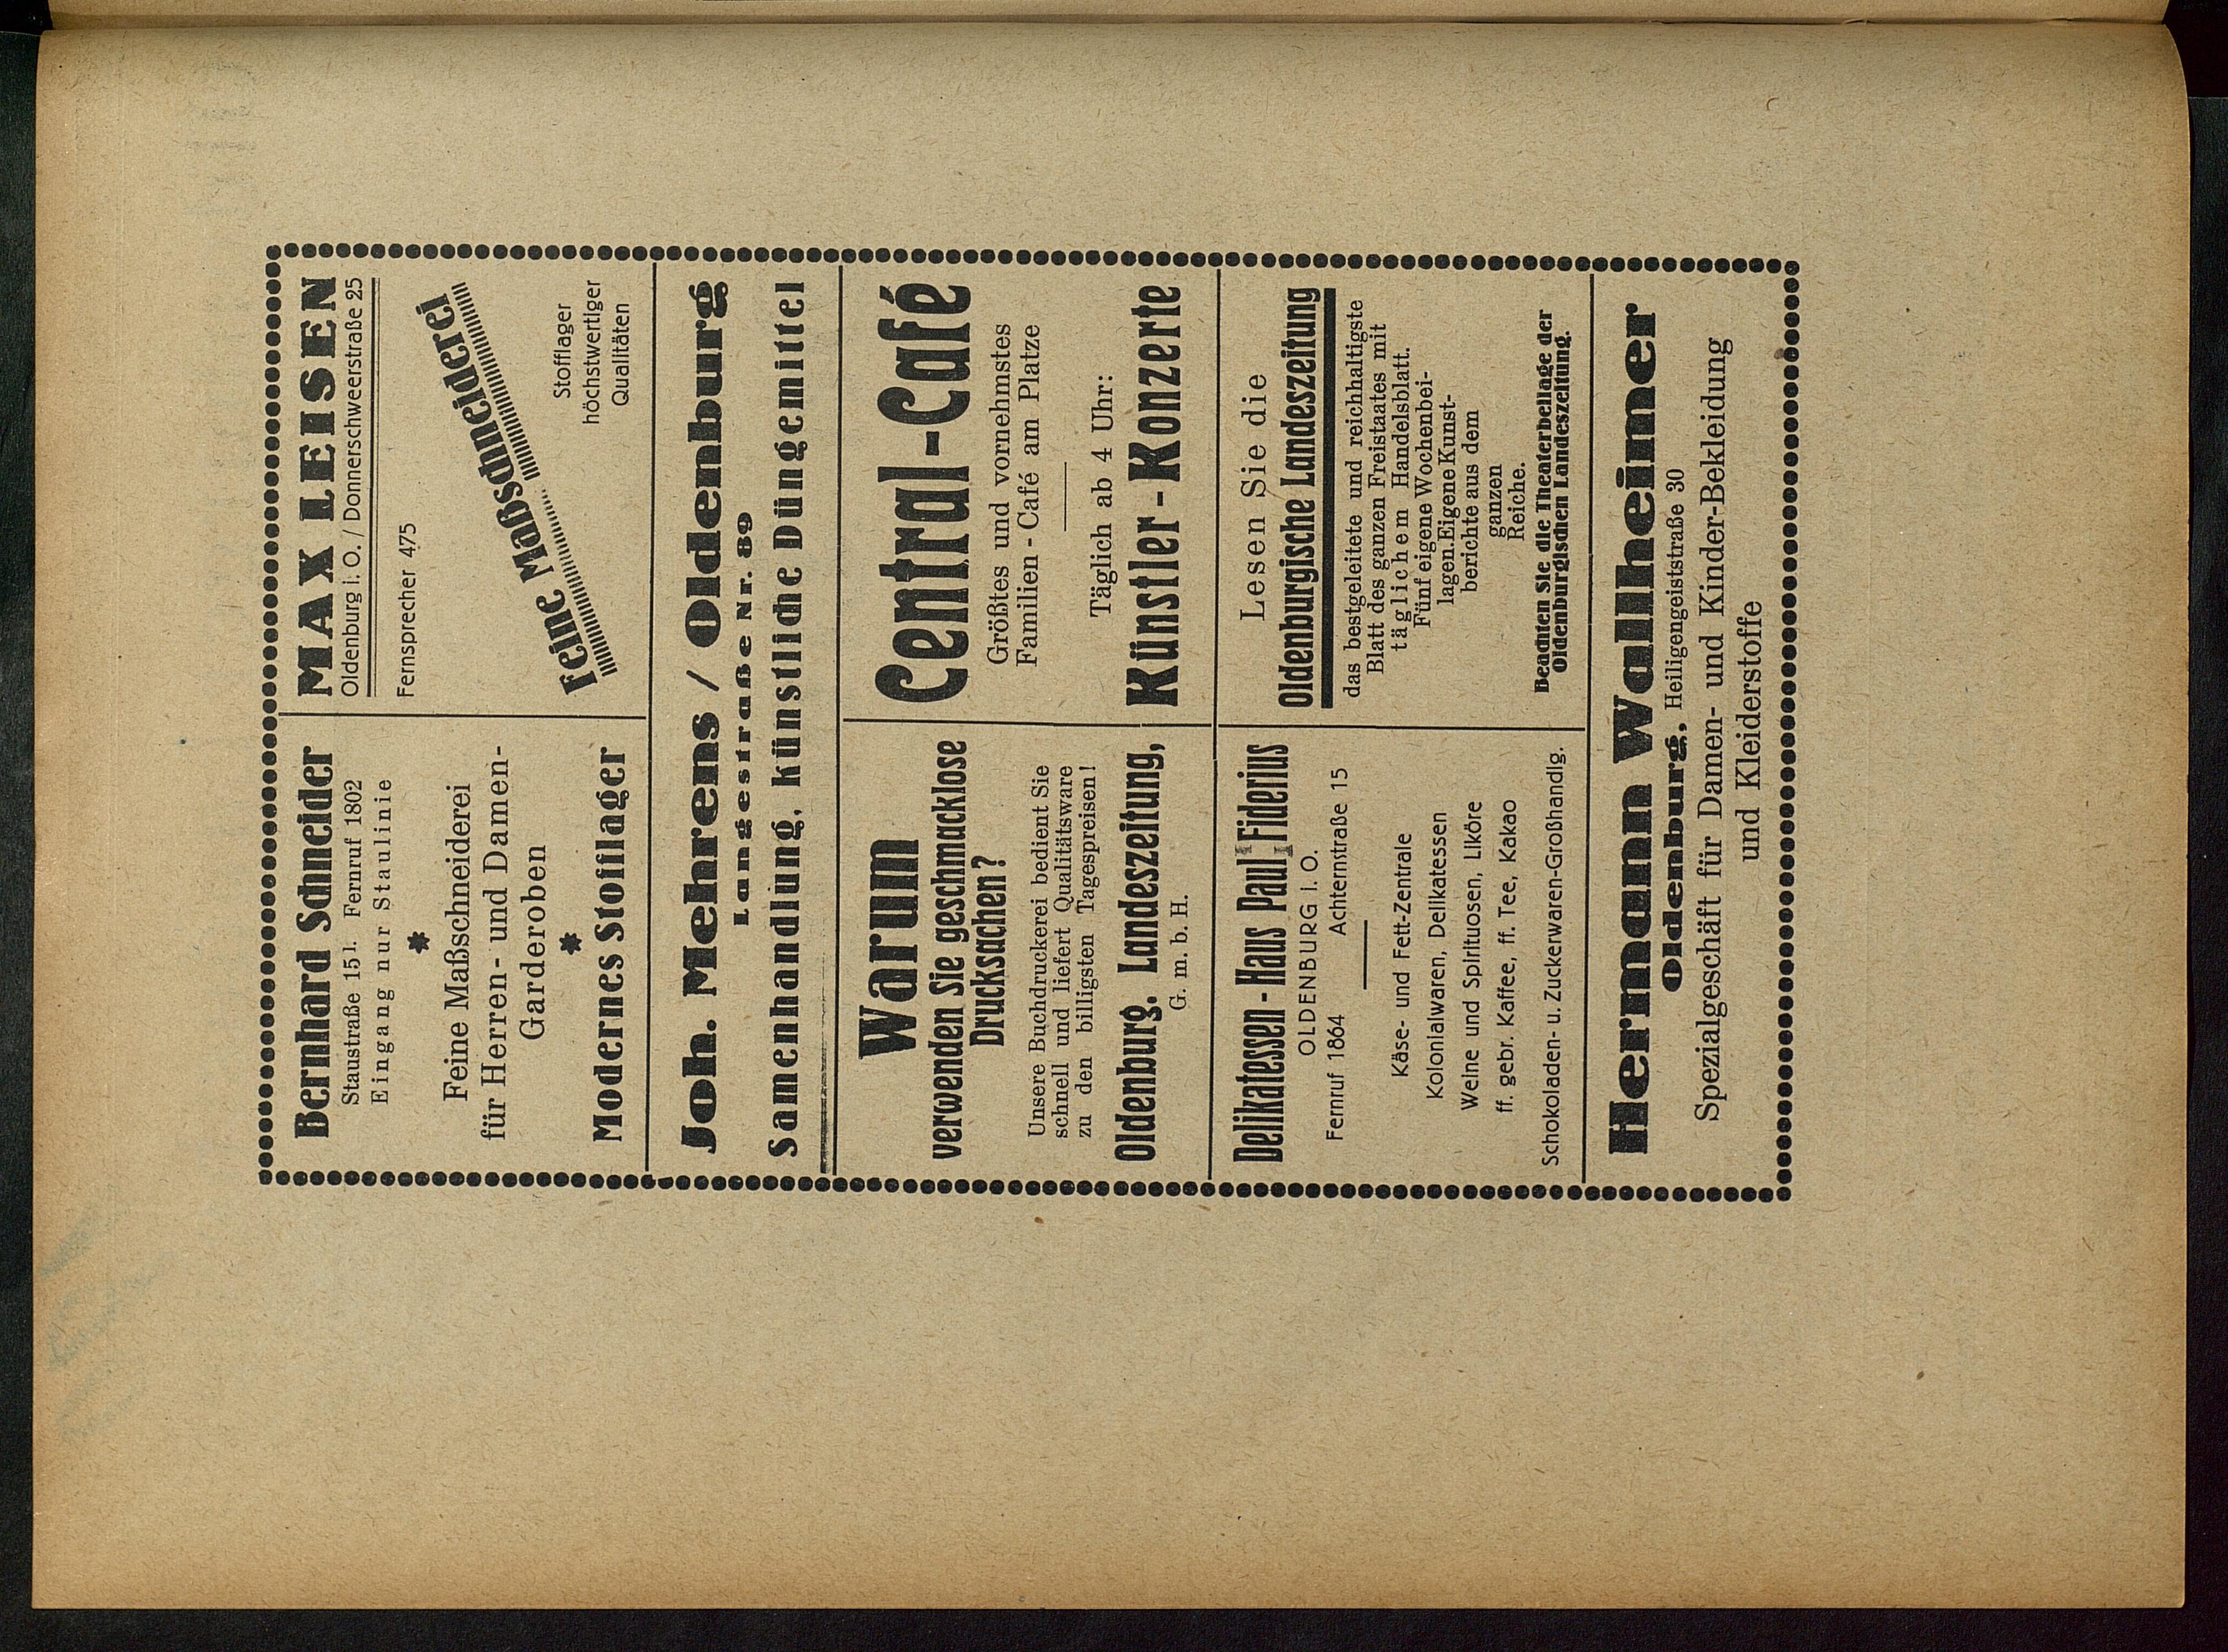 Bernhard Schneider
Staustraße 15 I. Fernruf 1802
Eingang nur Staulinie
*
Feine Maßschneiderei
für Herren- und Damen-
Garderoben
*
Modernes Stofflager
MAX LEISEN
Oldenburg i. O. / Donnerschweerstraße 25
Fernsprecher 475
Feine Maßschneiderei
Stofflager
höchstwertiger
Qualitäten
Joh. Mehrens / Oldenburg
Langestraße Nr. 89
Samenhandlung, künstliche Düngemittel
Warum
verwenden Sie geschmacklose
Drucksachen?
Unsere Buchdruckerei bedient Sie
schnell und liefert Qualitätsware
zu den billigsten Tagespreisen!
Oldenburg. Landeszeitung,
G. m. b. H.
Central-Café
Größtes und vornehmstes
Familien-Café am Platze
Täglich ab 4 Uhr:
Künstler-Konzerte
Delikatessen-Haus Paul Fiderius
OLDENBURG I. O.
Fernruf 1864 Achternstraße 15
Käse- und Fett-Zentrale
Kolonialwaren, Delikatessen
Weine und Spirituosen, Liköre
ff. gebr. Kaffee, ff. Tee, Kakao
Schokoladen- u. Zuckerwaren-Großhandlg.
Lesen Sie die
Oldenburgische Landeszeitung
das bestgeleitete und reichhaltigste
Blatt des ganzen Freistaates mit
täglichem Handelsblatt.
Fünf eigene Wochenbei-
lagen. Eigene Kunst-
berichte aus dem
ganzen
Reiche.
Beachten Sie die Theaterbeilage der
Oldenburgischen Landeszeitung.
Hermann Wallheimer
Oldenburg, Heiligengeiststraße 30
Spezialgeschäft für Damen- und Kinder-Bekleidung
und Kleiderstoffe